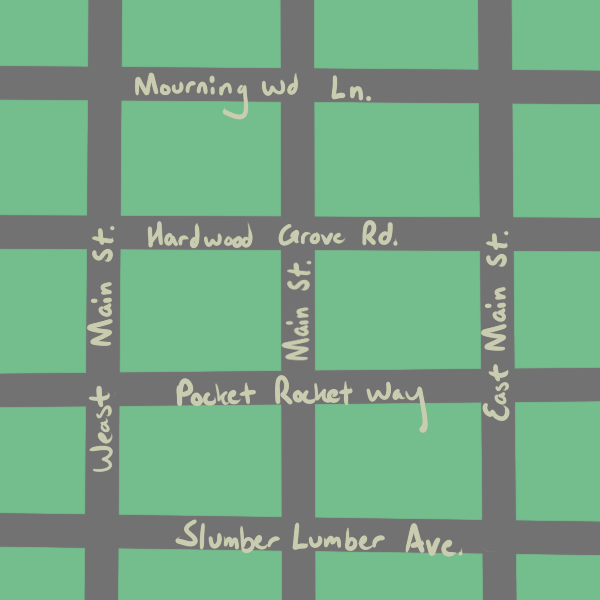 Mourning Wd Ln.
Hardwood Grove Rd.
Weast Main St.
Main St.
East Main St.
Pocket Rocket Way
Slumber Lumber Ave.